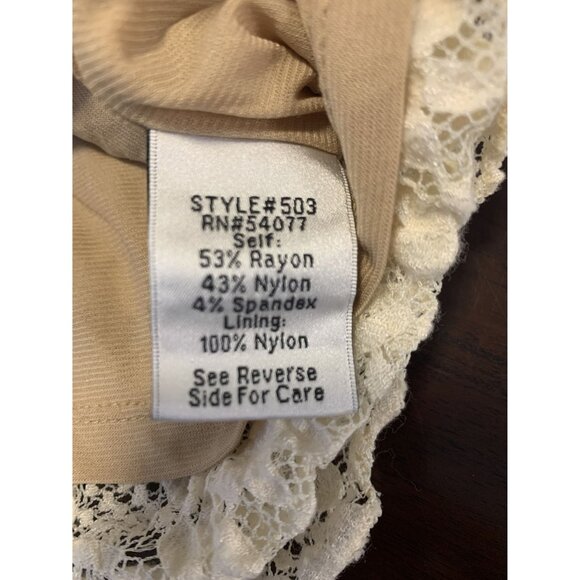 STYLE#503
RN#54077
Self:
53% Rayon
43% Nylon
4% Spandex
Lining:
100% Nylon
See Reverse
Side For Care